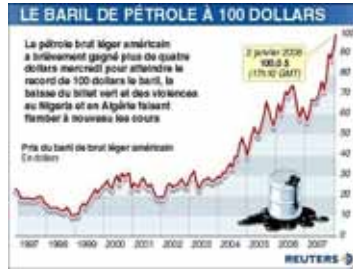 LE BARIL DE PÉTROLE À 100 DOLLARS
Le pétrole brut léger américain
a brièvement gagné plus de quatre
dollars mercredi pour atteindre le
record de 100 dollars le baril, la
baisse du billet vert et des violences
au Nigeria et en Algérie faisant
flamber à nouveau les cours
2 janvier 2008
100,0 $
(17h10 GMT)
Prix du baril de brut léger américain
En dollars
100
90
80
70
60
50
40
30
20
10
0
1997 1998 1999 2000 2001 2002 2003 2004 2005 2006 2007
REUTERS